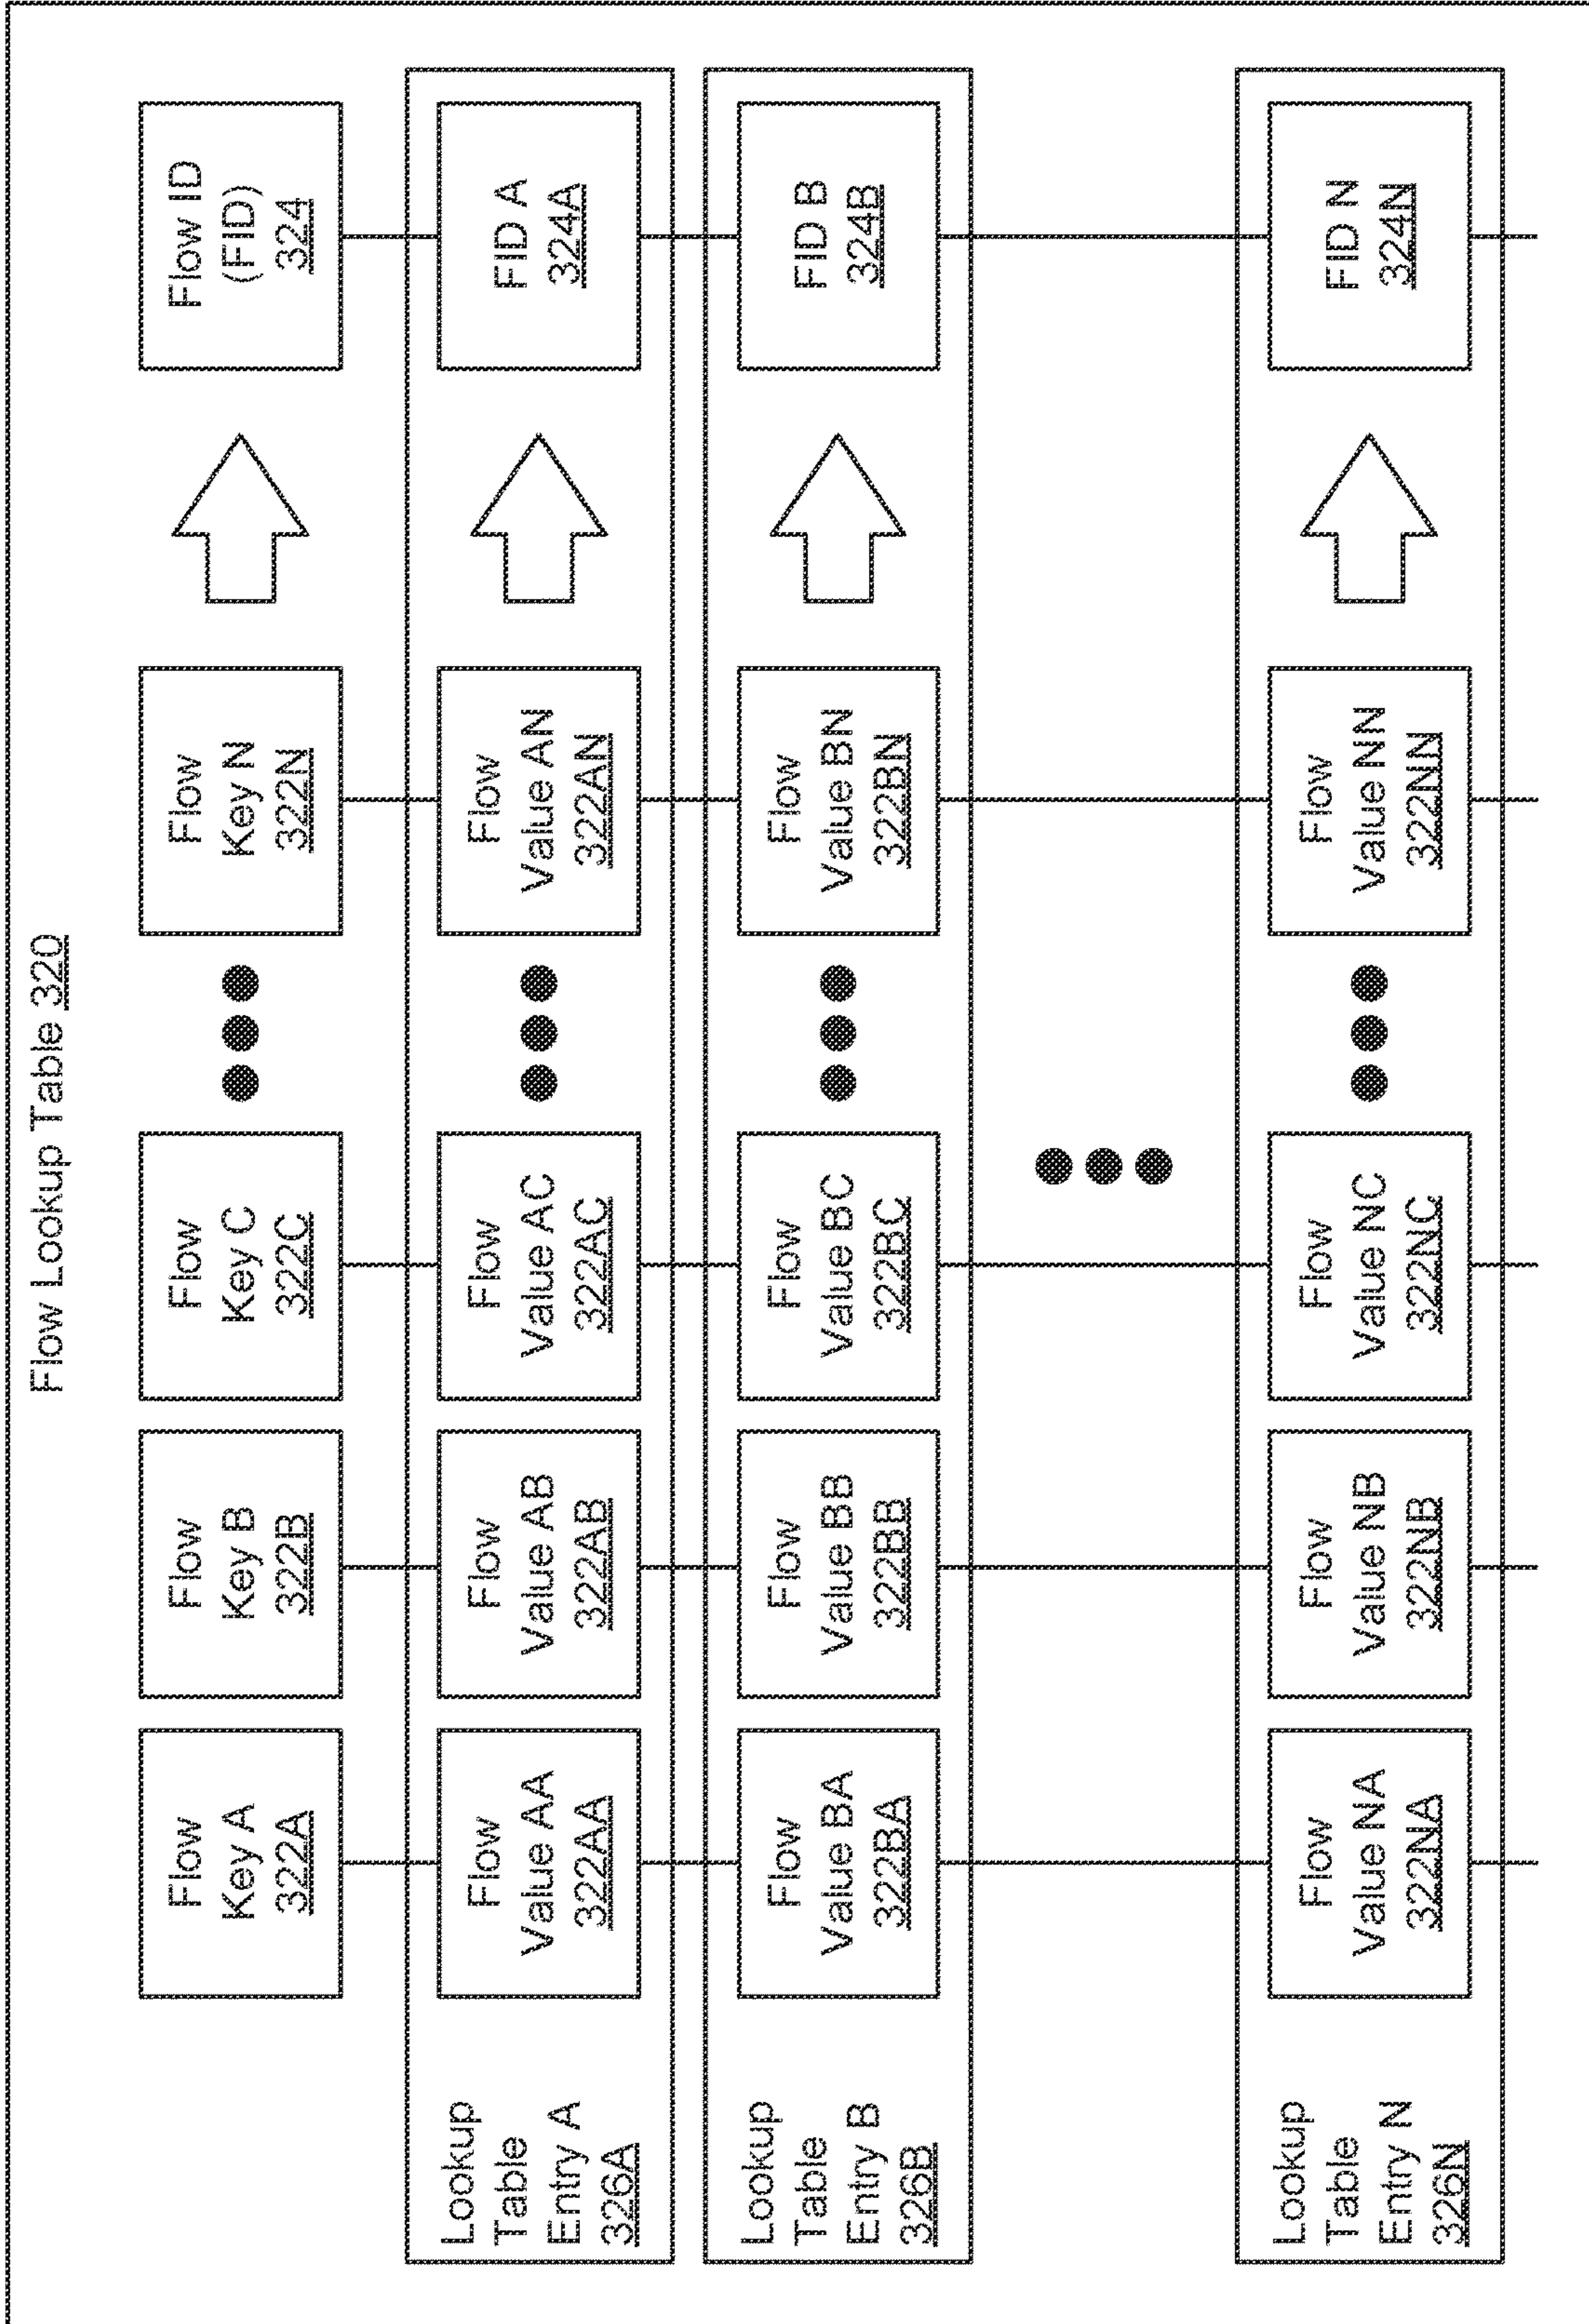 Flow Lookup Table 320
Flow
Key A
322A
Flow
Key B
322B
Flow
Key C
322C
Flow
Key N
322N
Flow ID
(FID)
324
Lookup
Table
Entry A
326A
Flow
Value AA
322AA
Flow
Value AB
322AB
Flow
Value AC
322AC
Flow
Value AN
322AN
FID A
324A
Lookup
Table
Entry B
326B
Flow
Value BA
322BA
Flow
Value BB
322BB
Flow
Value BC
322BC
Flow
Value BN
322BN
FID B
324B
Lookup
Table
Entry N
326N
Flow
Value NA
322NA
Flow
Value NB
322NB
Flow
Value NC
322NC
Flow
Value NN
322NN
FID N
324N